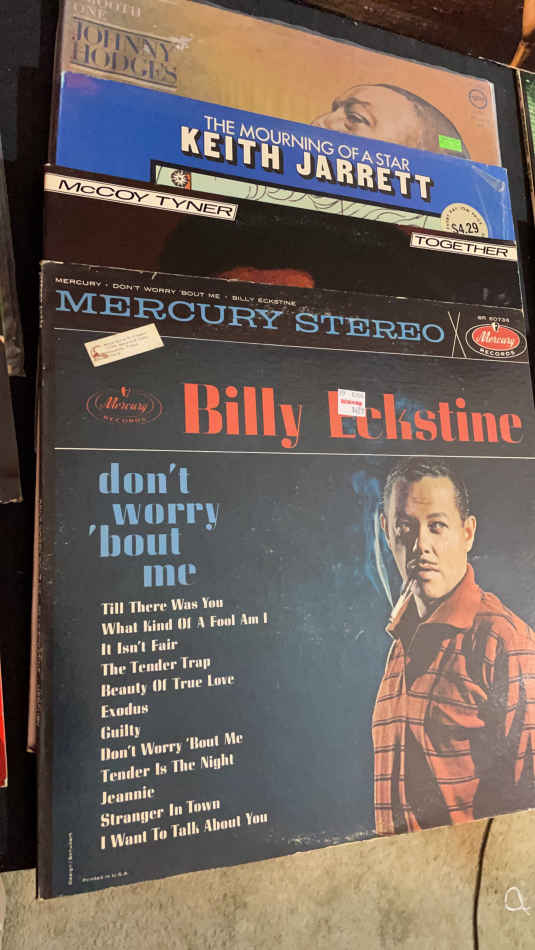 SMOOTH
ONE
JOHNNY
HODGES
THE MOURNING OF A STAR
KEITH JARRETT
$4.29
McCOY TYNER
TOGETHER
MERCURY • DON'T WORRY 'BOUT ME • BILLY ECKSTINE
MERCURY STEREO
SR 60736
Mercury
RECORDS
Mercury
RECORDS
Billy Eckstine
don't
worry
'bout
me
Till There Was You
What Kind Of A Fool Am I
It Isn't Fair
The Tender Trap
Beauty Of True Love
Exodus
Guilty
Don't Worry 'Bout Me
Tender Is The Night
Jeannie
Stranger In Town
I Want To Talk About You
Printed in U.S.A.